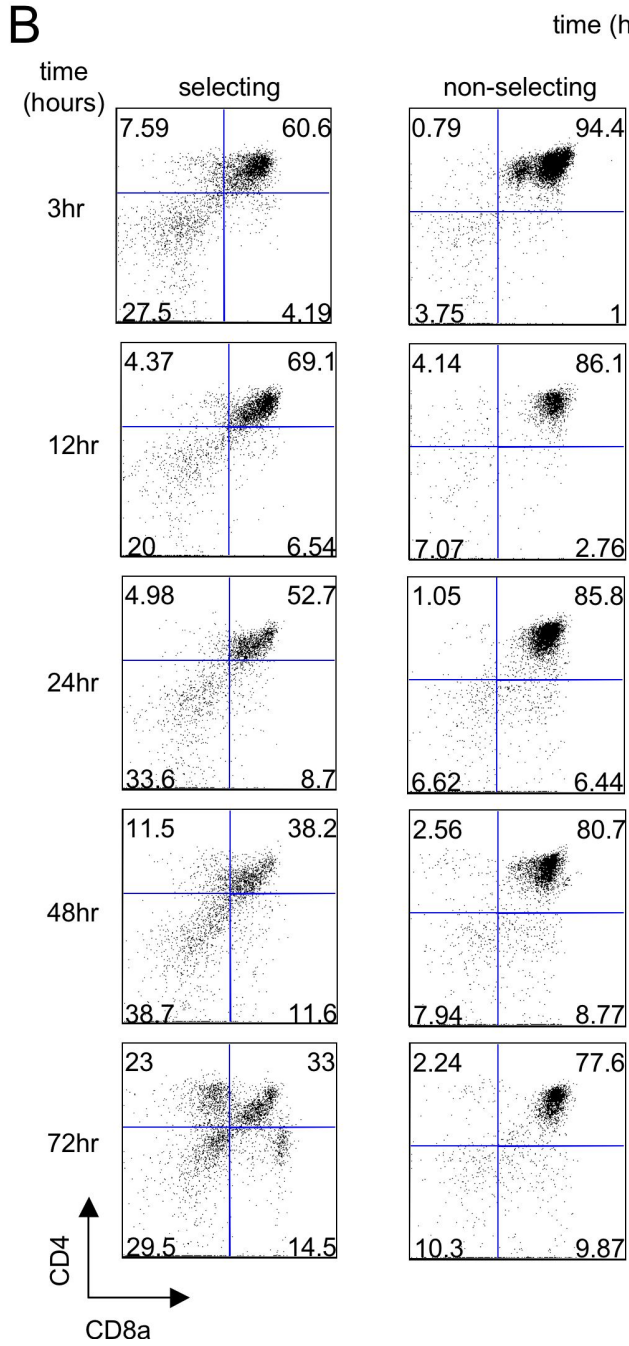 B
time (h
time
(hours)
selecting
non-selecting
7.59 60.6
0.79 94.4
3hr
27.5 4.19
3.75 1
4.37 69.1
4.14 86.1
12hr
20 6.54
7.07 2.76
4.98 52.7
1.05 85.8
24hr
33.6 8.7
6.62 6.44
11.5 38.2
2.56 80.7
48hr
38.7 11.6
7.94 8.77
23 33
2.24 77.6
72hr
29.5 14.5
10.3 9.87
CD4
CD8a